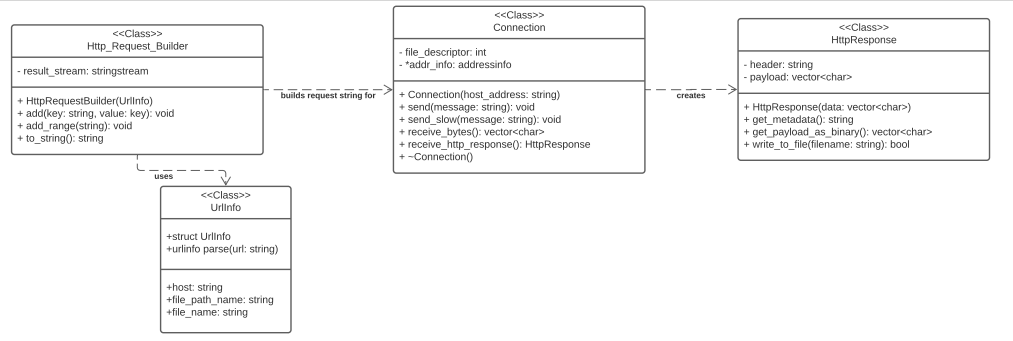 <<Class>>
Http_Request_Builder
- result_stream: stringstream
+ HttpRequestBuilder(UrlInfo)
+ add(key: string, value: key): void
+ add_range(string): void
+ to_string(): string
builds request string for
<<Class>>
Connection
- file_descriptor: int
- *addr_info: addressinfo
+ Connection(host_address: string)
+ send(message: string): void
+ send_slow(message: string): void
+ receive_bytes(): vector<char>
+ receive_http_response(): HttpResponse
+ ~Connection()
creates
<<Class>>
HttpResponse
- header: string
- payload: vector<char>
+ HttpResponse(data: vector<char>)
+ get_metadata(): string
+ get_payload_as_binary(): vector<char>
+ write_to_file(filename: string): bool
uses
<<Class>>
UrlInfo
+struct UrlInfo
+urlinfo parse(url: string)
+host: string
+file_path_name: string
+file_name: string